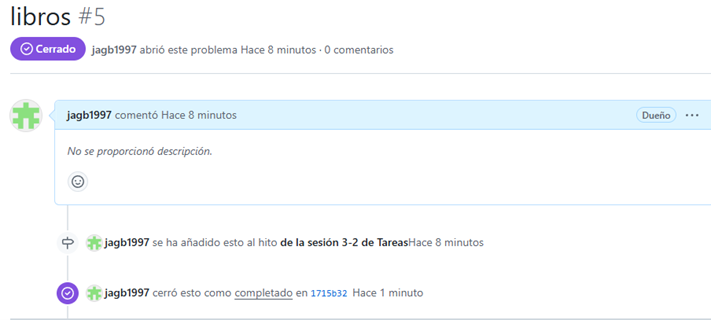 libros #5
Cerrado jagb1997 abrió este problema Hace 8 minutos · 0 comentarios
jagb1997 comentó Hace 8 minutos Dueño ...
No se proporcionó descripción.
jagb1997 se ha añadido esto al hito de la sesión 3-2 de TareasHace 8 minutos
jagb1997 cerró esto como completado en 1715b32 Hace 1 minuto